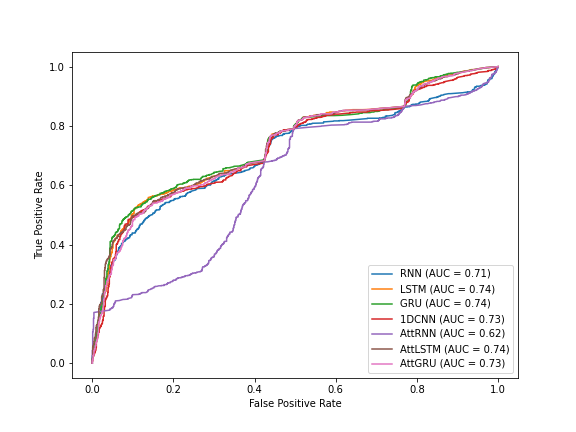 1.0
0.8
0.6
0.4
0.2
0.0
True Positive Rate
RNN (AUC = 0.71)
LSTM (AUC = 0.74)
GRU (AUC = 0.74)
1DCNN (AUC = 0.73)
AttRNN (AUC = 0.62)
AttLSTM (AUC = 0.74)
AttGRU (AUC = 0.73)
0.0 0.2 0.4 0.6 0.8 1.0
False Positive Rate